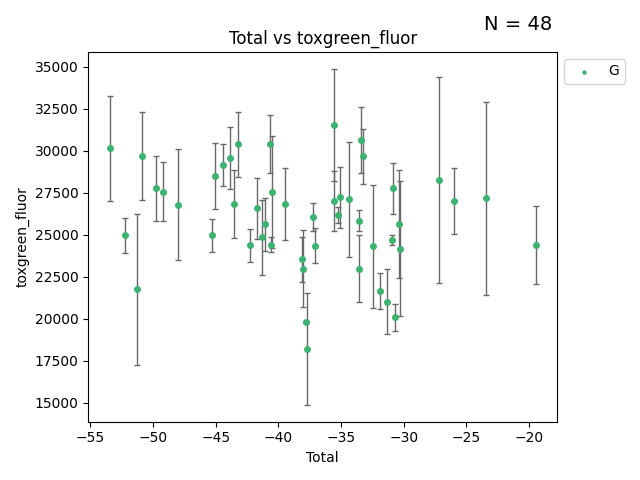 N = 48
Total vs toxgreen_fluor
G
toxgreen_fluor
35000
32500
30000
27500
25000
22500
20000
17500
15000
−55 −50 −45 −40 −35 −30 −25 −20
Total